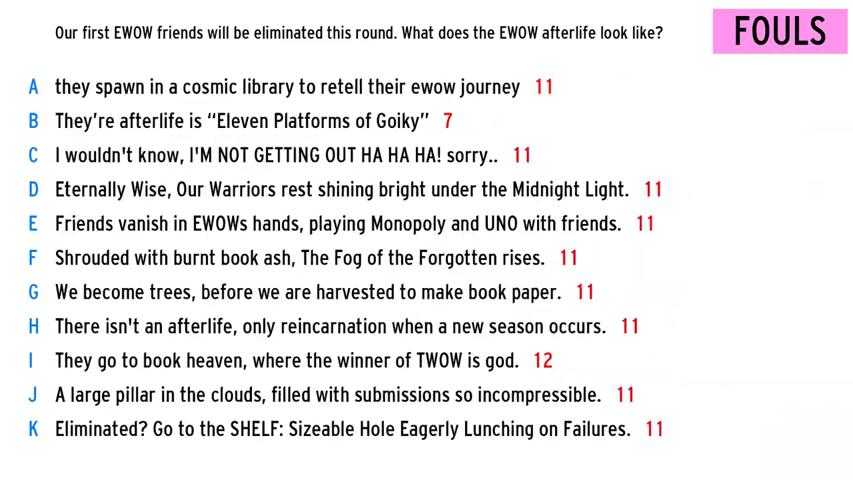 Our first EWOW friends will be eliminated this round. What does the EWOW afterlife look like?
FOULS
A they spawn in a cosmic library to retell their ewow journey 11
B They’re afterlife is “Eleven Platforms of Goiky” 7
C I wouldn't know, I'M NOT GETTING OUT HA HA HA! sorry.. 11
D Eternally Wise, Our Warriors rest shining bright under the Midnight Light. 11
E Friends vanish in EWOWs hands, playing Monopoly and UNO with friends. 11
F Shrouded with burnt book ash, The Fog of the Forgotten rises. 11
G We become trees, before we are harvested to make book paper. 11
H There isn't an afterlife, only reincarnation when a new season occurs. 11
I They go to book heaven, where the winner of TWOW is god. 12
J A large pillar in the clouds, filled with submissions so incompressible. 11
K Eliminated? Go to the SHELF: Sizeable Hole Eagerly Lunching on Failures. 11